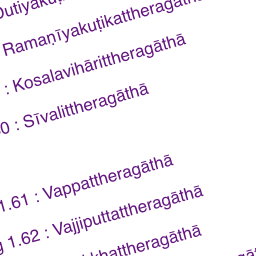 Ramaṇīyakuṭikattheragāthā
: Kosalavihārittheragāthā
0 : Sīvalittheragāthā
1.61 : Vappattheragāthā
1.62 : Vajjiputtattheragāthā